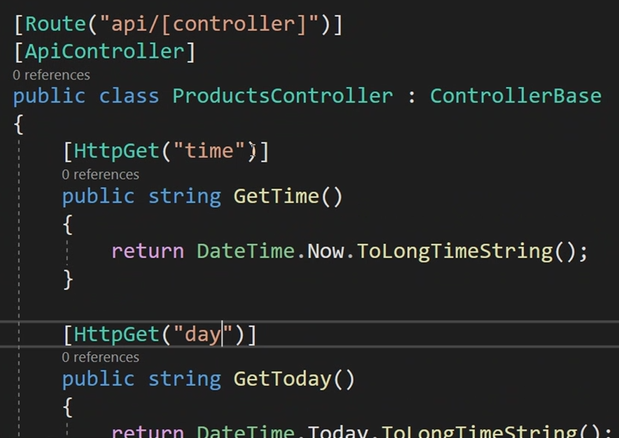 [Route("api/[controller]")]
[ApiController]
0 references
public class ProductsController : ControllerBase
{
[HttpGet("time")]
0 references
public string GetTime()
{
return DateTime.Now.ToLongTimeString();
}
[HttpGet("day")]
0 references
public string GetToday()
{
return DateTime.Today.ToLongTimeString();